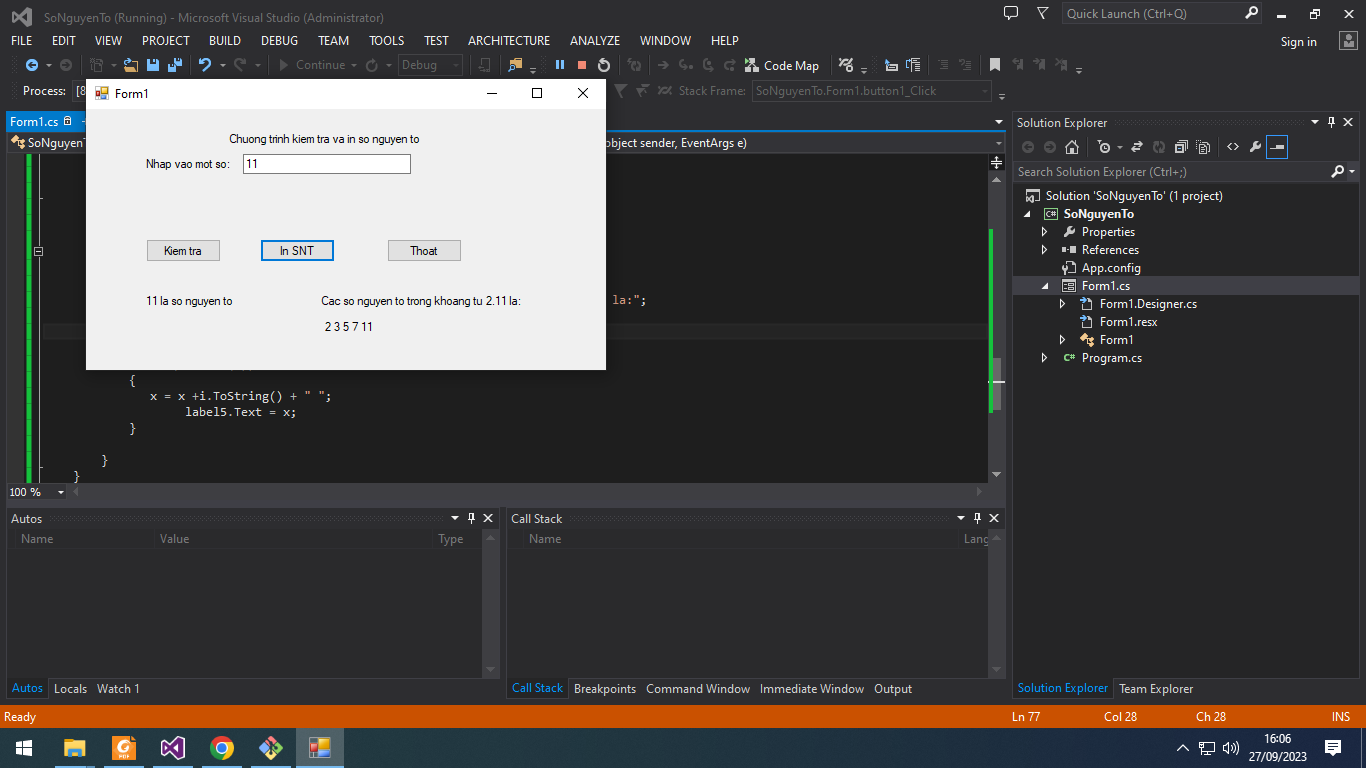 SoNguyenTo (Running) - Microsoft Visual Studio (Administrator)
Quick Launch (Ctrl+Q)
FILE EDIT VIEW PROJECT BUILD DEBUG TEAM TOOLS TEST ARCHITECTURE ANALYZE WINDOW HELP
Sign in
Continue Debug Code Map
Process: [8 Stack Frame: SoNguyenTo.Form1.button1_Click
Form1
Chuong trinh kiem tra va in so nguyen to
Nhap vao mot so: 11
Kiem tra In SNT Thoat
11 la so nguyen to Cac so nguyen to trong khoang tu 2.11 la:
2 3 5 7 11
Form1.cs
SoNguyenT object sender, EventArgs e)
la:";
{
x = x +i.ToString() + " ";
label5.Text = x;
}
}
}
100 %
Autos
Name Value Type
Autos Locals Watch 1
Call Stack
Name Lang
Call Stack Breakpoints Command Window Immediate Window Output
Solution Explorer
Search Solution Explorer (Ctrl+;)
Solution 'SoNguyenTo' (1 project)
C# SoNguyenTo
Properties
References
App.config
Form1.cs
Form1.Designer.cs
Form1.resx
Form1
C# Program.cs
Solution Explorer Team Explorer
Ready Ln 77 Col 28 Ch 28 INS
PDF
16:06
27/09/2023